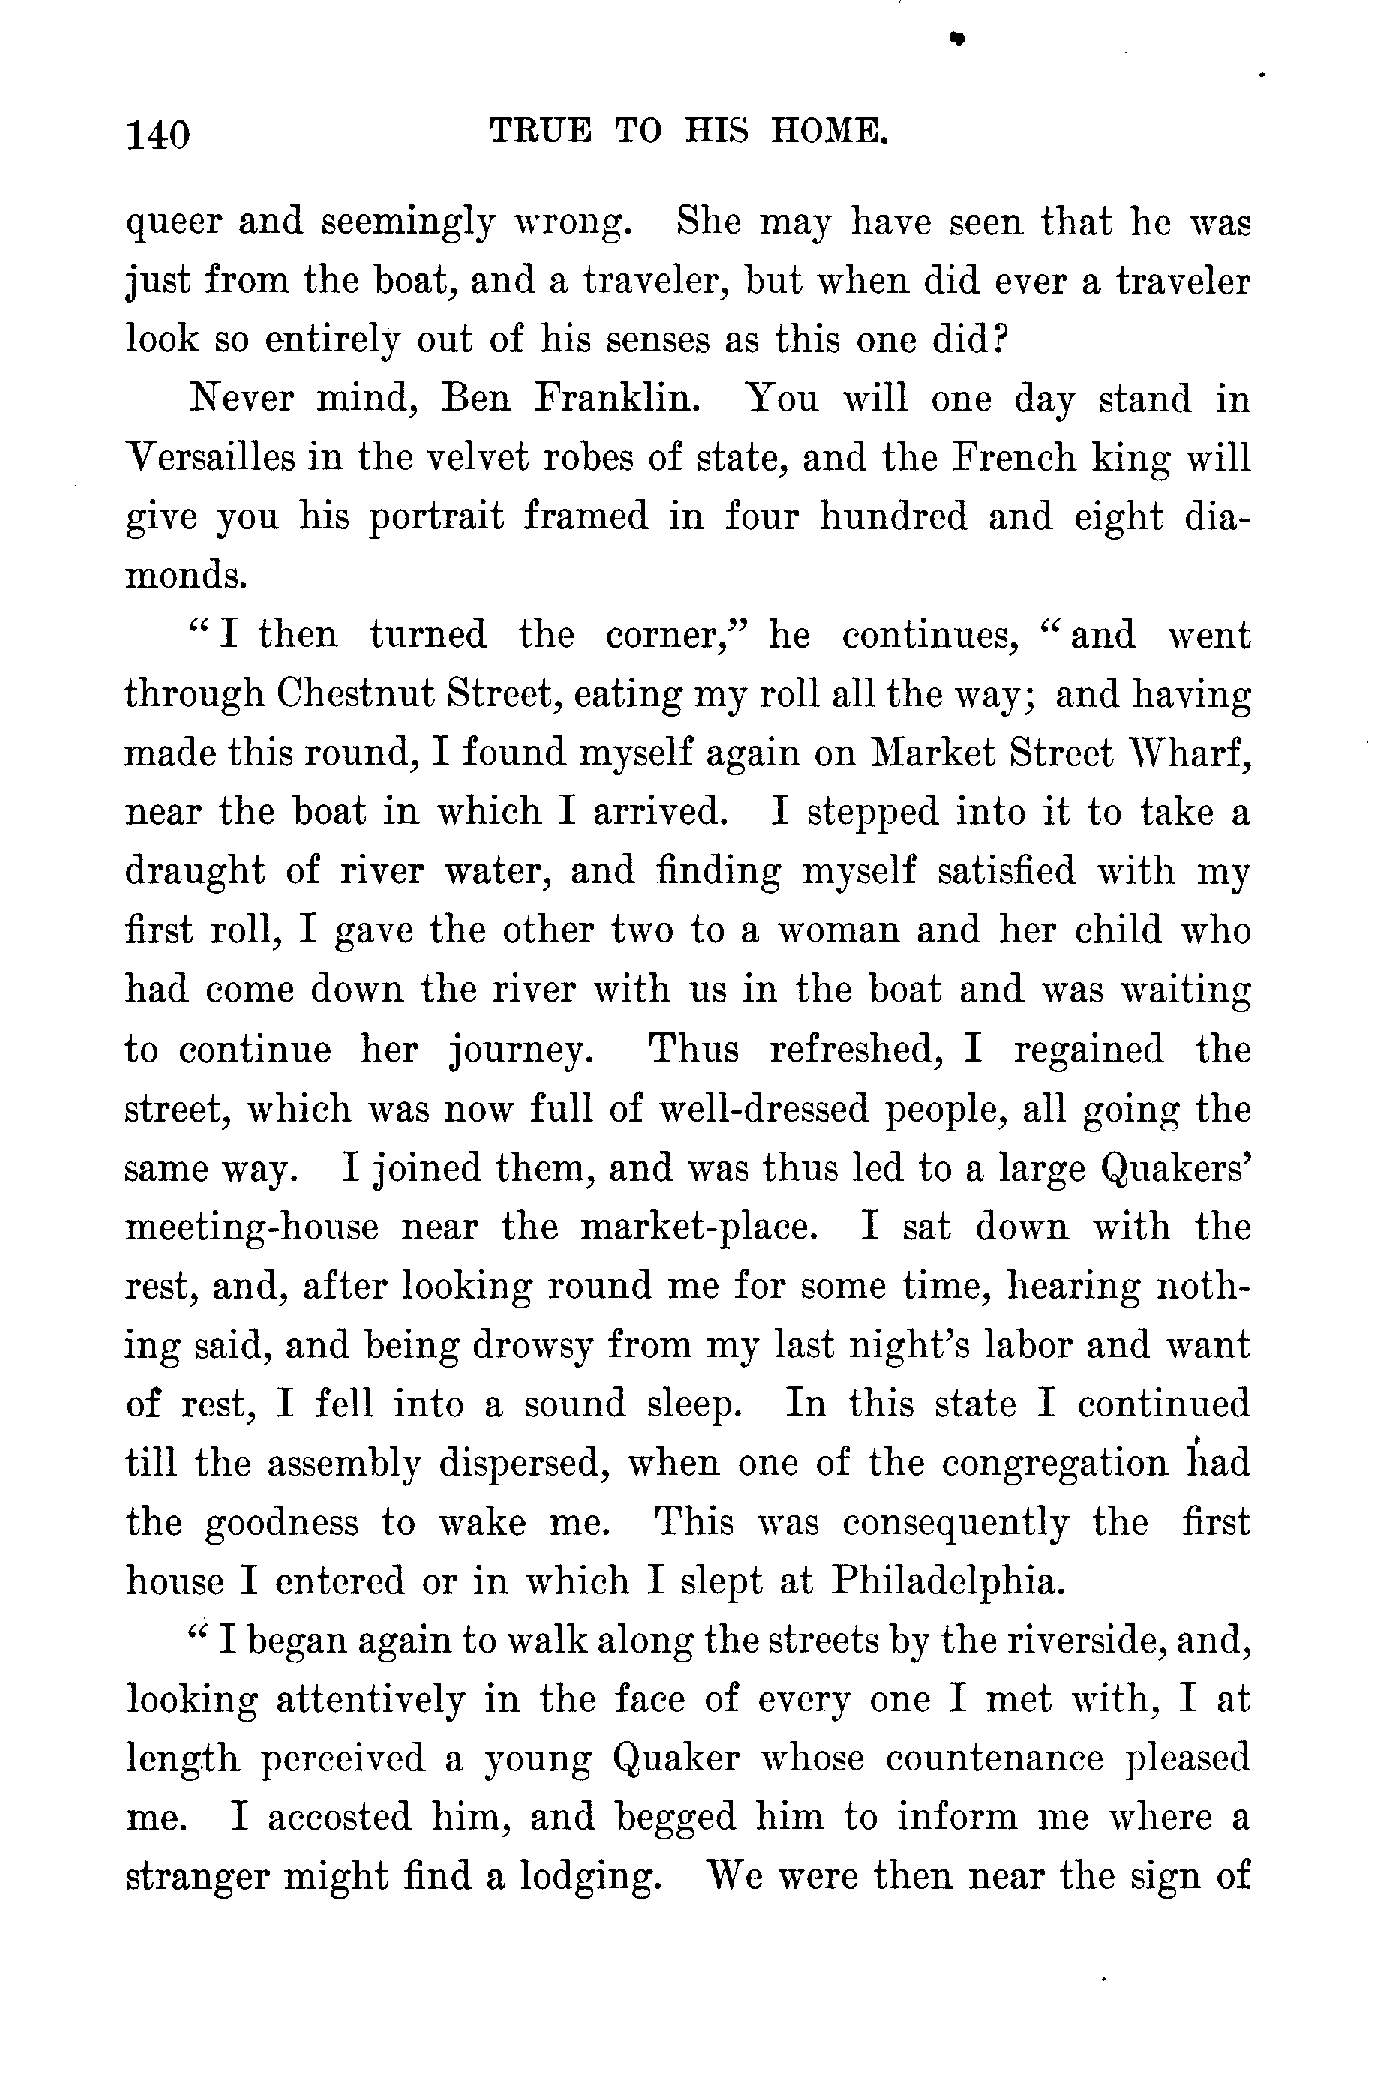 140 TRUE TO HIS HOME.
queer and seemingly wrong. She may have seen that he was
just from the boat, and a traveler, but when did ever a traveler
look so entirely out of his senses as this one did?
Never mind, Ben Franklin. You will one day stand in
Versailles in the velvet robes of state, and the French king will
give you his portrait framed in four hundred and eight dia-
monds.
“ I then turned the corner,” he continues, “ and went
through Chestnut Street, eating my roll all the way; and having
made this round, I found myself again on Market Street Wharf,
near the boat in which I arrived. I stepped into it to take a
draught of river water, and finding myself satisfied with my
first roll, I gave the other two to a woman and her child who
had come down the river with us in the boat and was waiting
to continue her journey. Thus refreshed, I regained the
street, which was now full of well-dressed people, all going the
same way. I joined them, and was thus led to a large Quakers’
meeting-house near the market-place. I sat down with the
rest, and, after looking round me for some time, hearing noth-
ing said, and being drowsy from my last night’s labor and want
of rest, I fell into a sound sleep. In this state I continued
till the assembly dispersed, when one of the congregation had
the goodness to wake me. This was consequently the first
house I entered or in which I slept at Philadelphia.
“ I began again to walk along the streets by the riverside, and,
looking attentively in the face of every one I met with, I at
length perceived a young Quaker whose countenance pleased
me. I accosted him, and begged him to inform me where a
stranger might find a lodging. We were then near the sign of